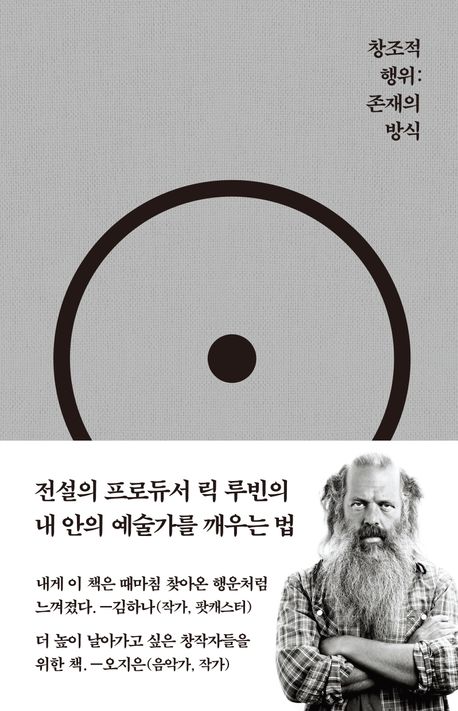 창조적
행위:
존재의
방식
전설의 프로듀서 릭 루빈의
내 안의 예술가를 깨우는 법
내게 이 책은 때마침 찾아온 행운처럼
느껴졌다. —김하나(작가, 팟캐스터)
더 높이 날아가고 싶은 창작자들을
위한 책. —오지은(음악가, 작가)